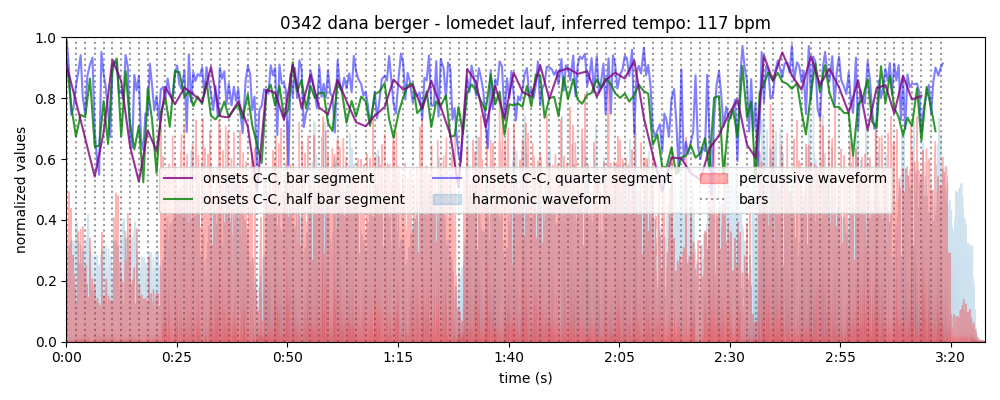 0342 dana berger - lomedet lauf, inferred tempo: 117 bpm
normalized values
1.0
0.8
0.6
0.4
0.2
0.0
onsets C-C, bar segment
onsets C-C, half bar segment
onsets C-C, quarter segment
harmonic waveform
percussive waveform
bars
0:00 0:25 0:50 1:15 1:40 2:05 2:30 2:55 3:20
time (s)